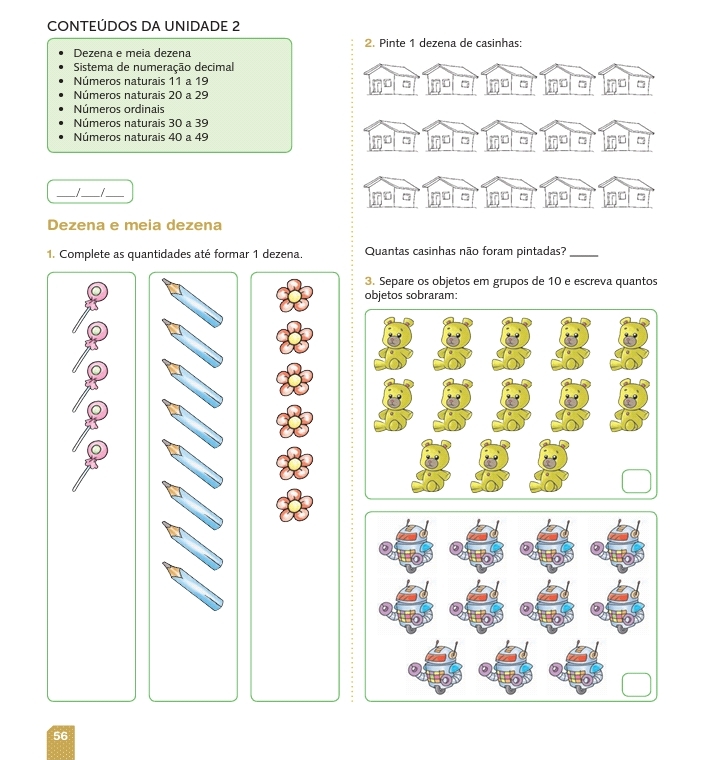 CONTEÚDOS DA UNIDADE 2
• Dezena e meia dezena
• Sistema de numeração decimal
• Números naturais 11 a 19
• Números naturais 20 a 29
• Números ordinais
• Números naturais 30 a 39
• Números naturais 40 a 49
___/___/___
Dezena e meia dezena
1. Complete as quantidades até formar 1 dezena.
2. Pinte 1 dezena de casinhas:
Quantas casinhas não foram pintadas? _____
3. Separe os objetos em grupos de 10 e escreva quantos
objetos sobraram:
56